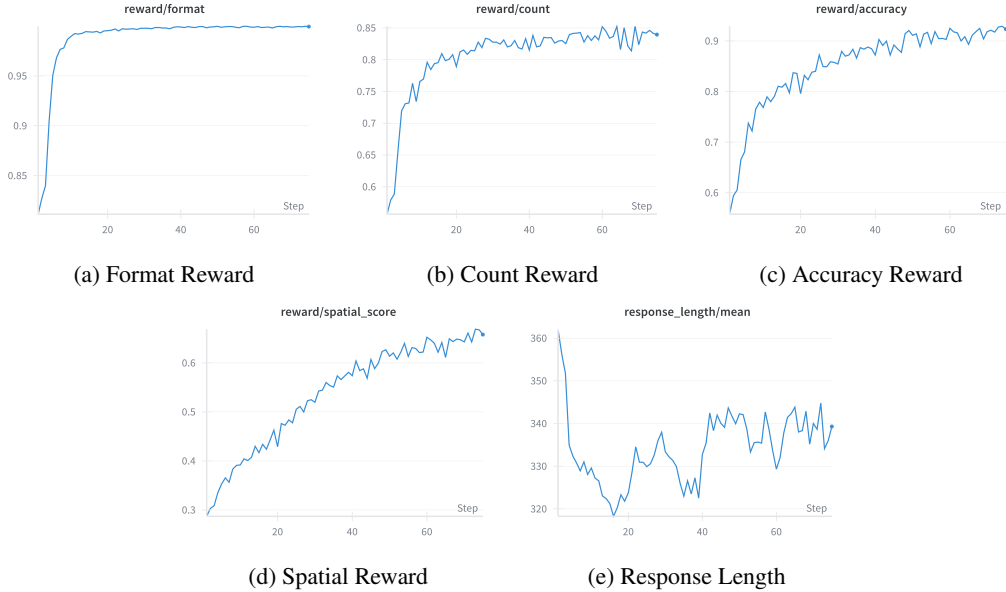 reward/format
0.95
0.9
0.85
Step
20
40
60
(a) Format Reward
reward/count
0.85
0.8
0.75
0.7
0.65
0.6
Step
20
40
60
(b) Count Reward
reward/accuracy
0.9
0.8
0.7
0.6
Step
20
40
60
(c) Accuracy Reward
reward/spatial_score
0.6
0.5
0.4
0.3
Step
20
40
60
(d) Spatial Reward
response_length/mean
360
350
340
330
320
Step
20
40
60
(e) Response Length